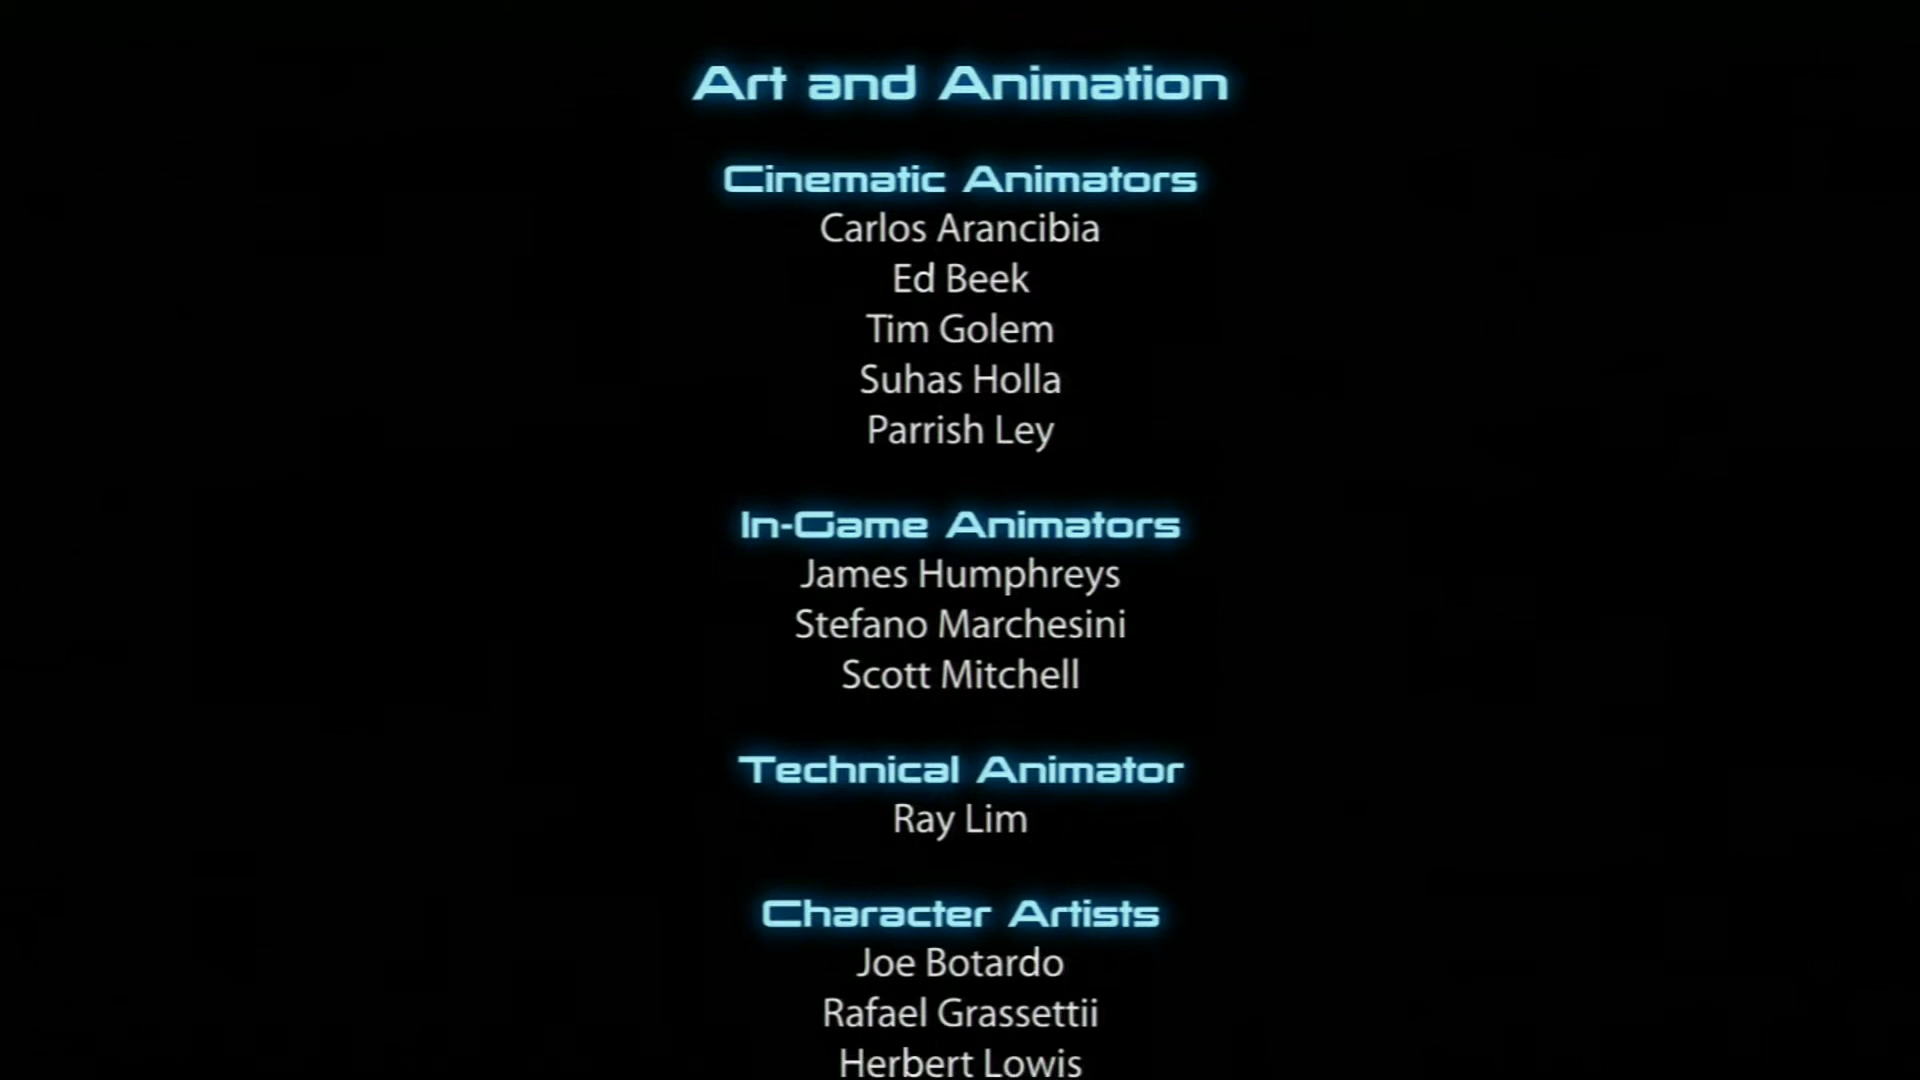 Art and Animation
Cinematic Animators
Carlos Arancibia
Ed Beek
Tim Golem
Suhas Holla
Parrish Ley
In-Game Animators
James Humphreys
Stefano Marchesini
Scott Mitchell
Technical Animator
Ray Lim
Character Artists
Joe Botardo
Rafael Grassettii
Herbert Lowis